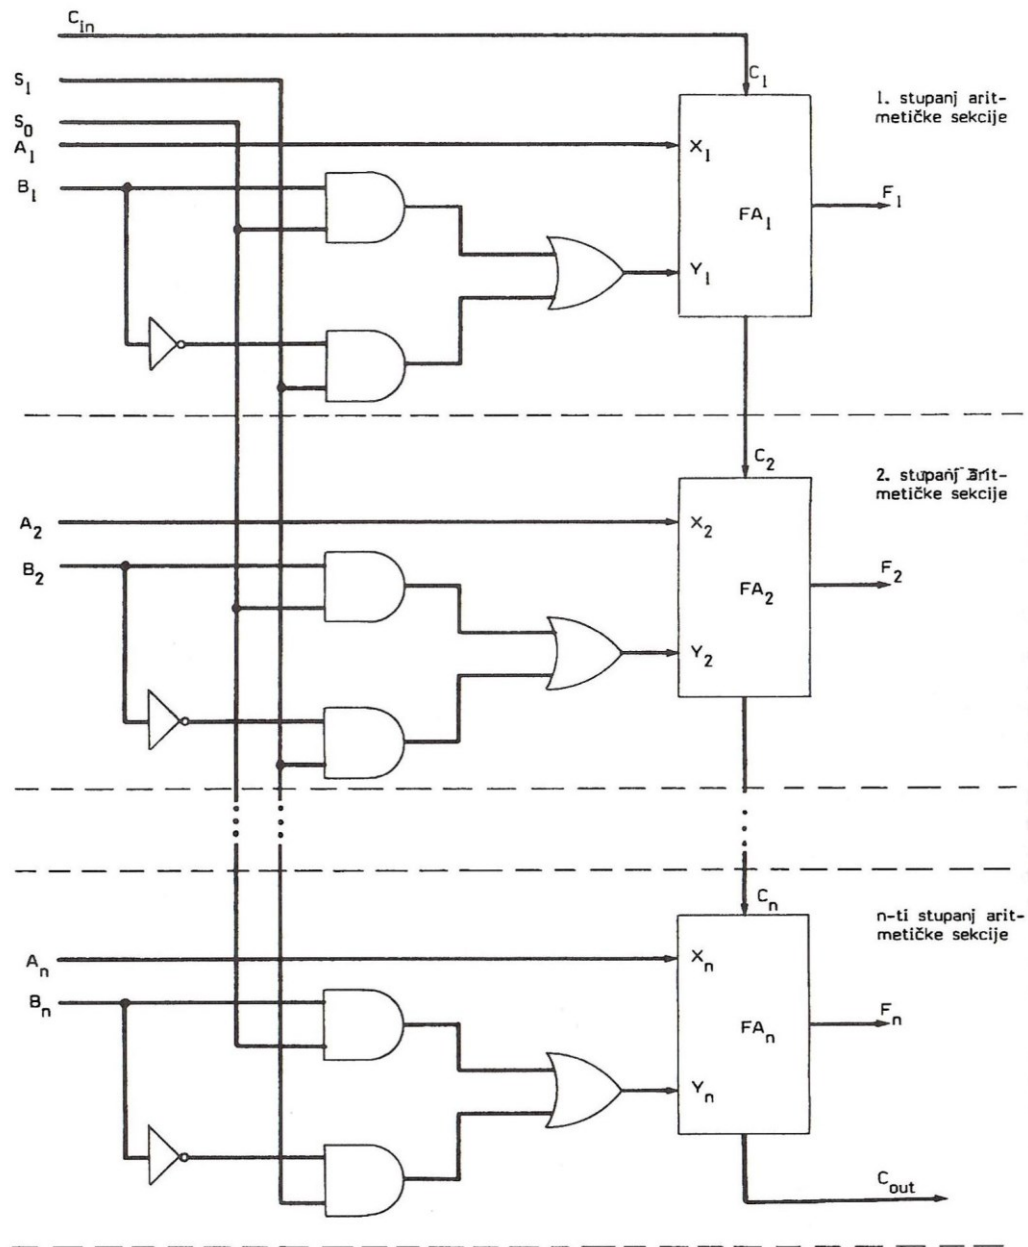 C_in
S_1
C_1
1. stupanj arit-
metičke sekcije
S_0
A_1
X_1
B_1
F_1
FA_1
Y_1
C_2
2. stupanj arit-
metičke sekcije
A_2
X_2
B_2
F_2
FA_2
Y_2
C_n
n-ti stupanj arit-
metičke sekcije
A_n
X_n
B_n
F_n
FA_n
Y_n
C_out